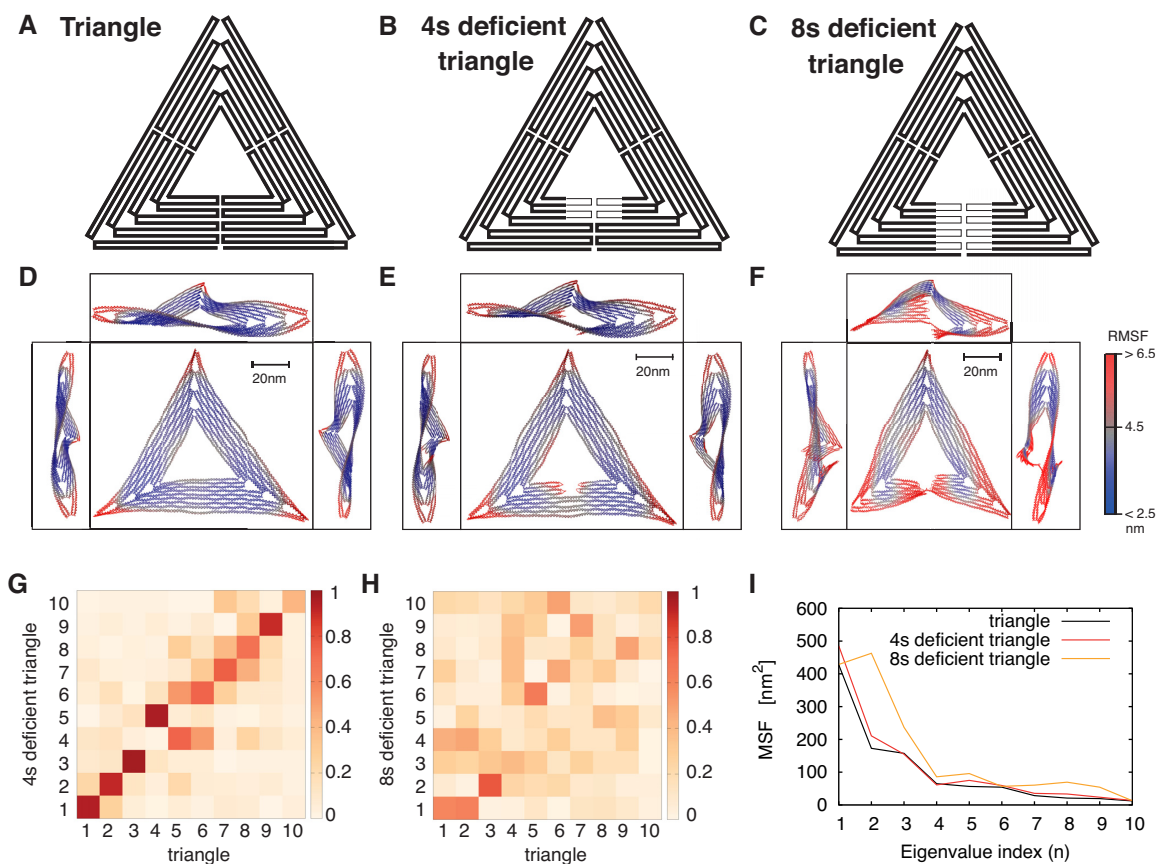 A Triangle
B 4s deficient
triangle
C 8s deficient
triangle
D
20nm
E
20nm
F
20nm
RMSF
> 6.5
4.5
< 2.5
nm
G
4s deficient triangle
10
9
8
7
6
5
4
3
2
1
1 2 3 4 5 6 7 8 9 10
triangle
1
0.8
0.6
0.4
0.2
0
H
8s deficient triangle
10
9
8
7
6
5
4
3
2
1
1 2 3 4 5 6 7 8 9 10
triangle
1
0.8
0.6
0.4
0.2
0
I
MSF [nm²]
600
500
400
300
200
100
0
triangle
4s deficient triangle
8s deficient triangle
1 2 3 4 5 6 7 8 9 10
Eigenvalue index (n)